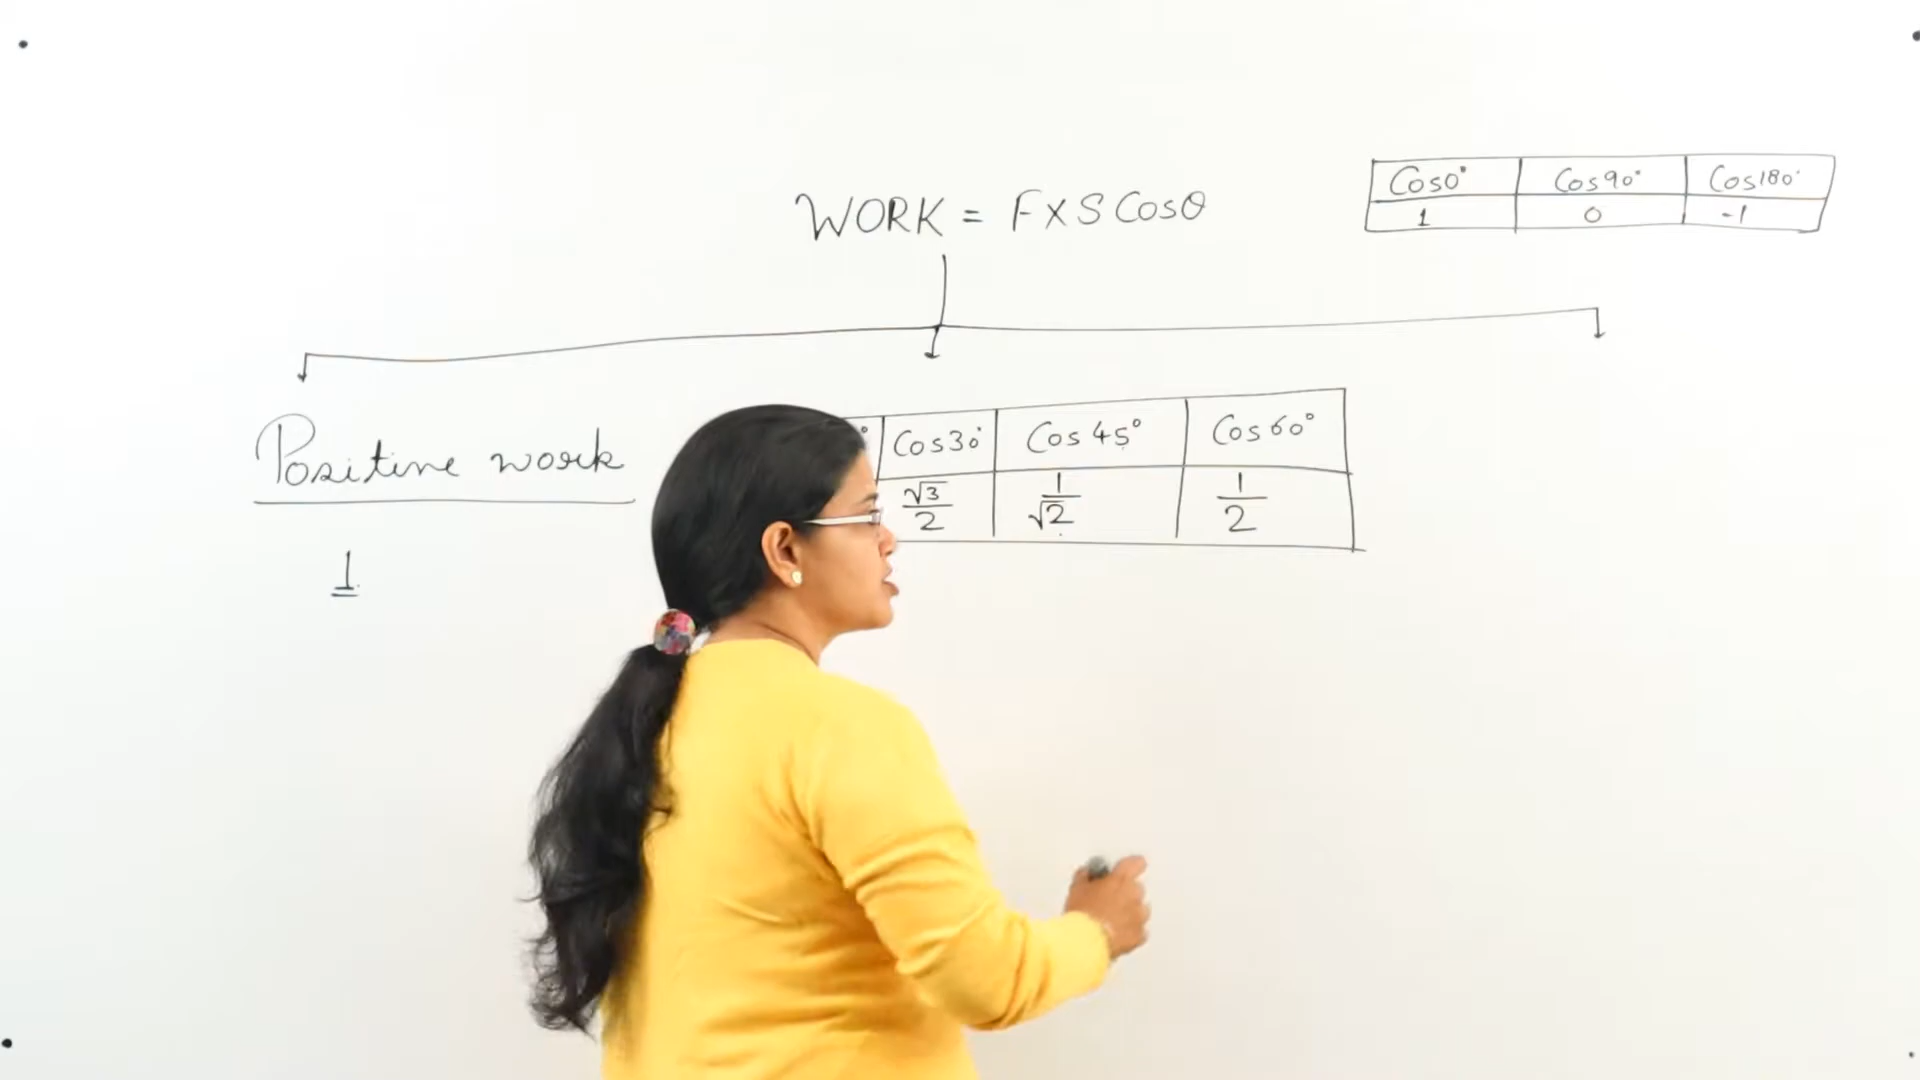 WORK = F X S Cosθ
Cos0° Cos90° Cos180°
1 0 -1
Positive work
° Cos30° Cos45° Cos60°
√3/2 1/√2 1/2
1